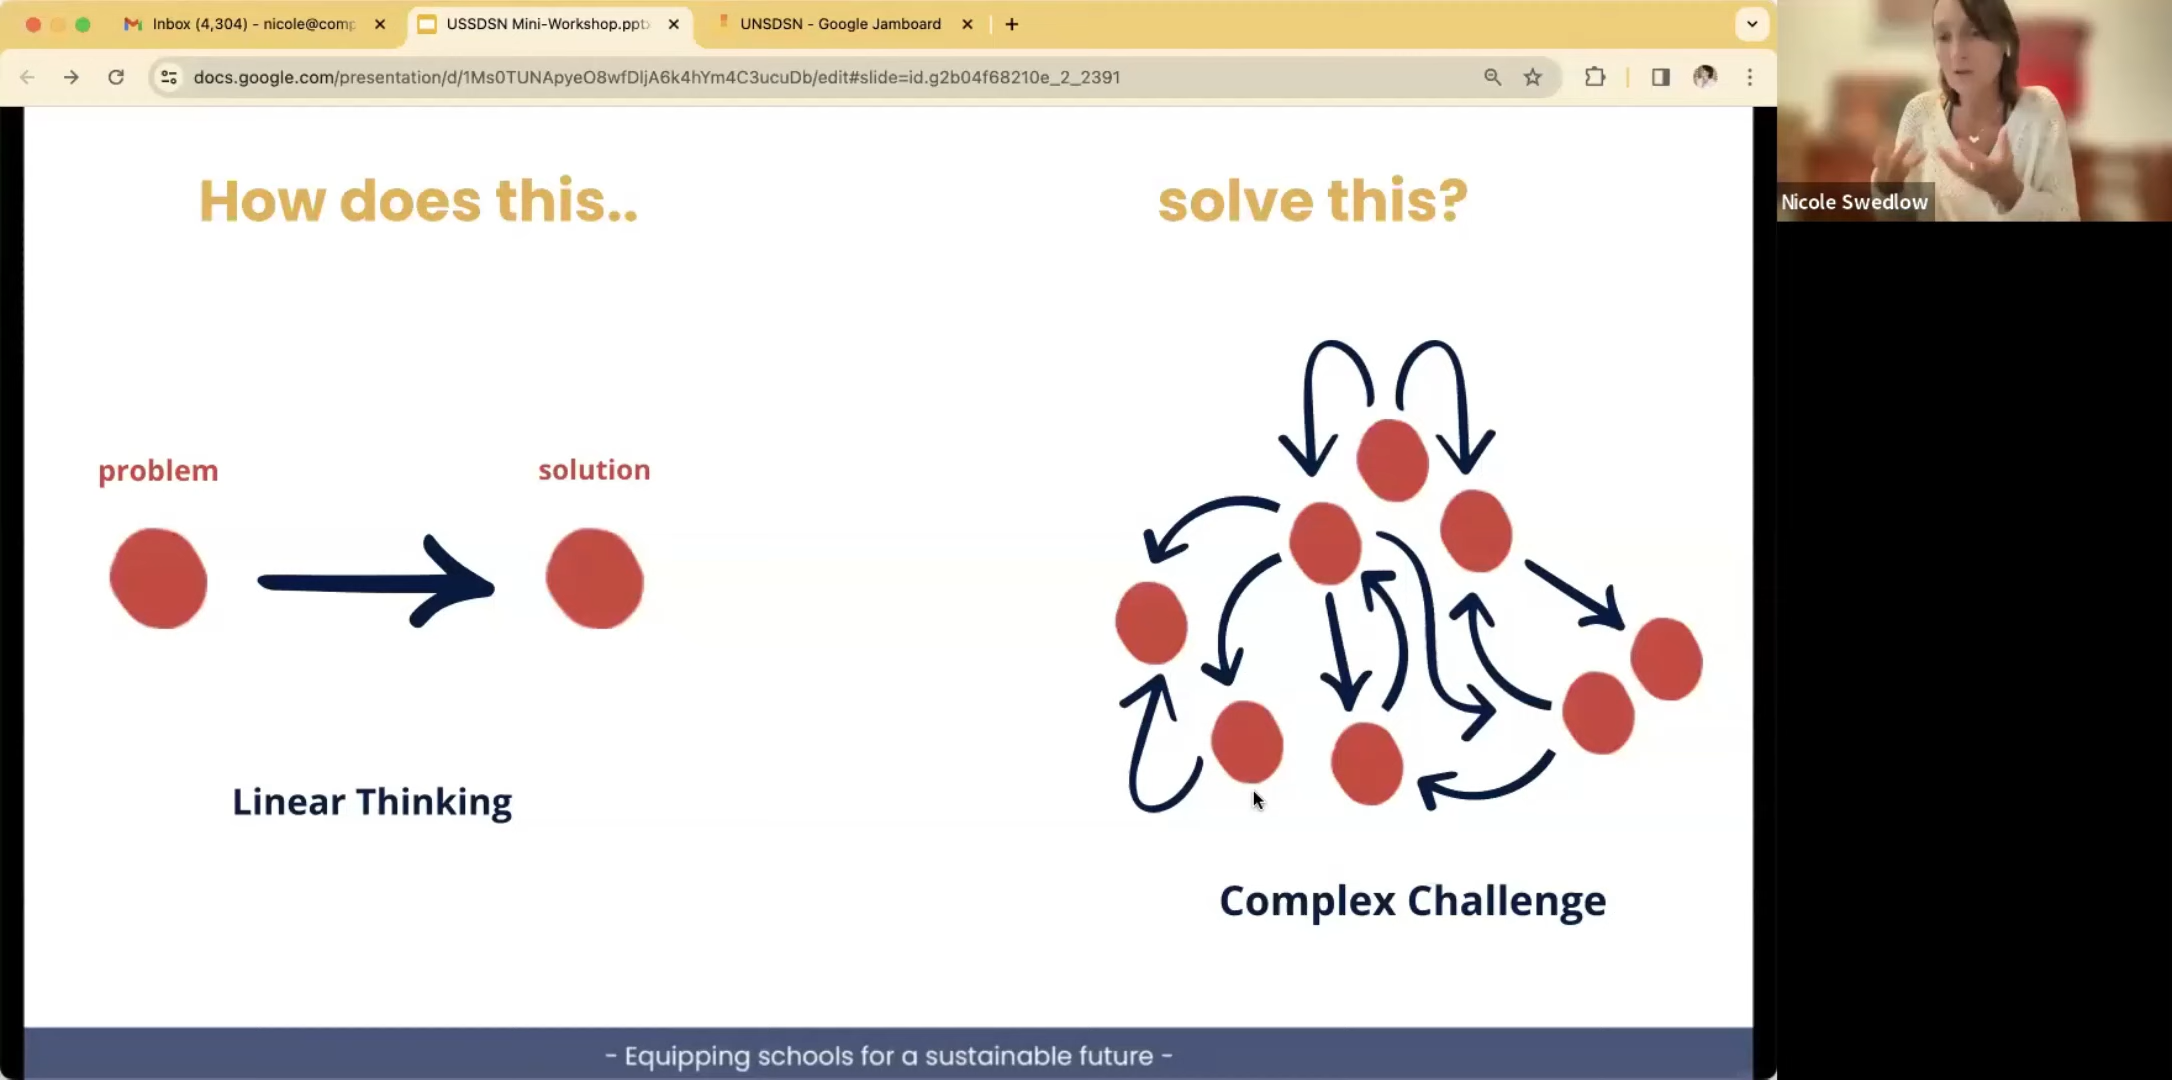 Inbox (4,304) - nicole@comp
USSDSN Mini-Workshop.pptx
UNSDSN - Google Jamboard
docs.google.com/presentation/d/1Ms0TUNApyeO8wfDljA6k4hYm4C3ucuDb/edit#slide=id.g2b04f68210e_2_2391
Nicole Swedlow
How does this..
solve this?
problem
solution
Linear Thinking
Complex Challenge
- Equipping schools for a sustainable future -